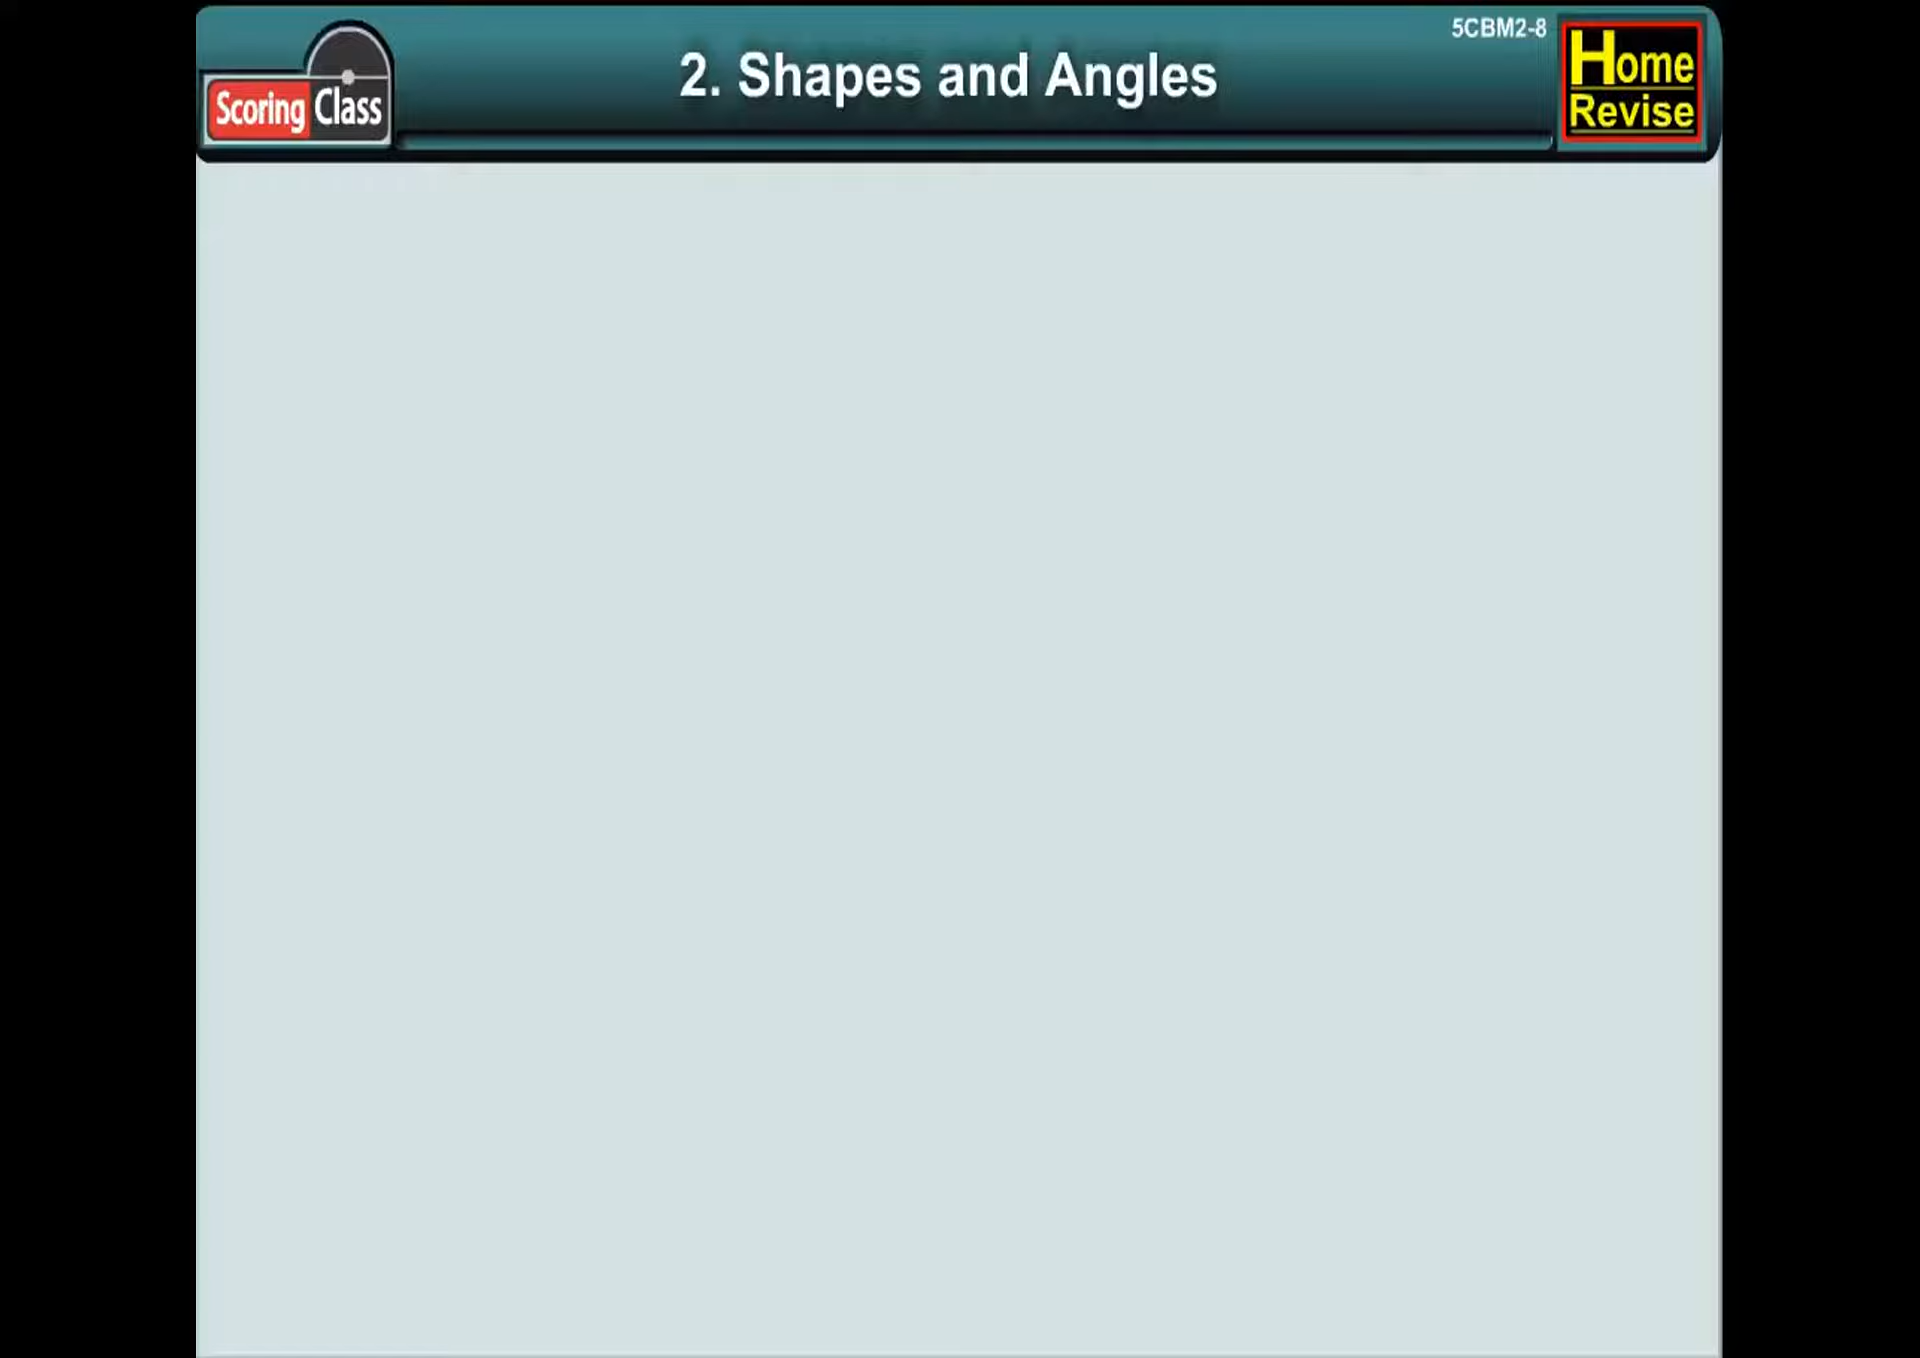 5CBM2-8
2. Shapes and Angles
Scoring Class
Home
Revise